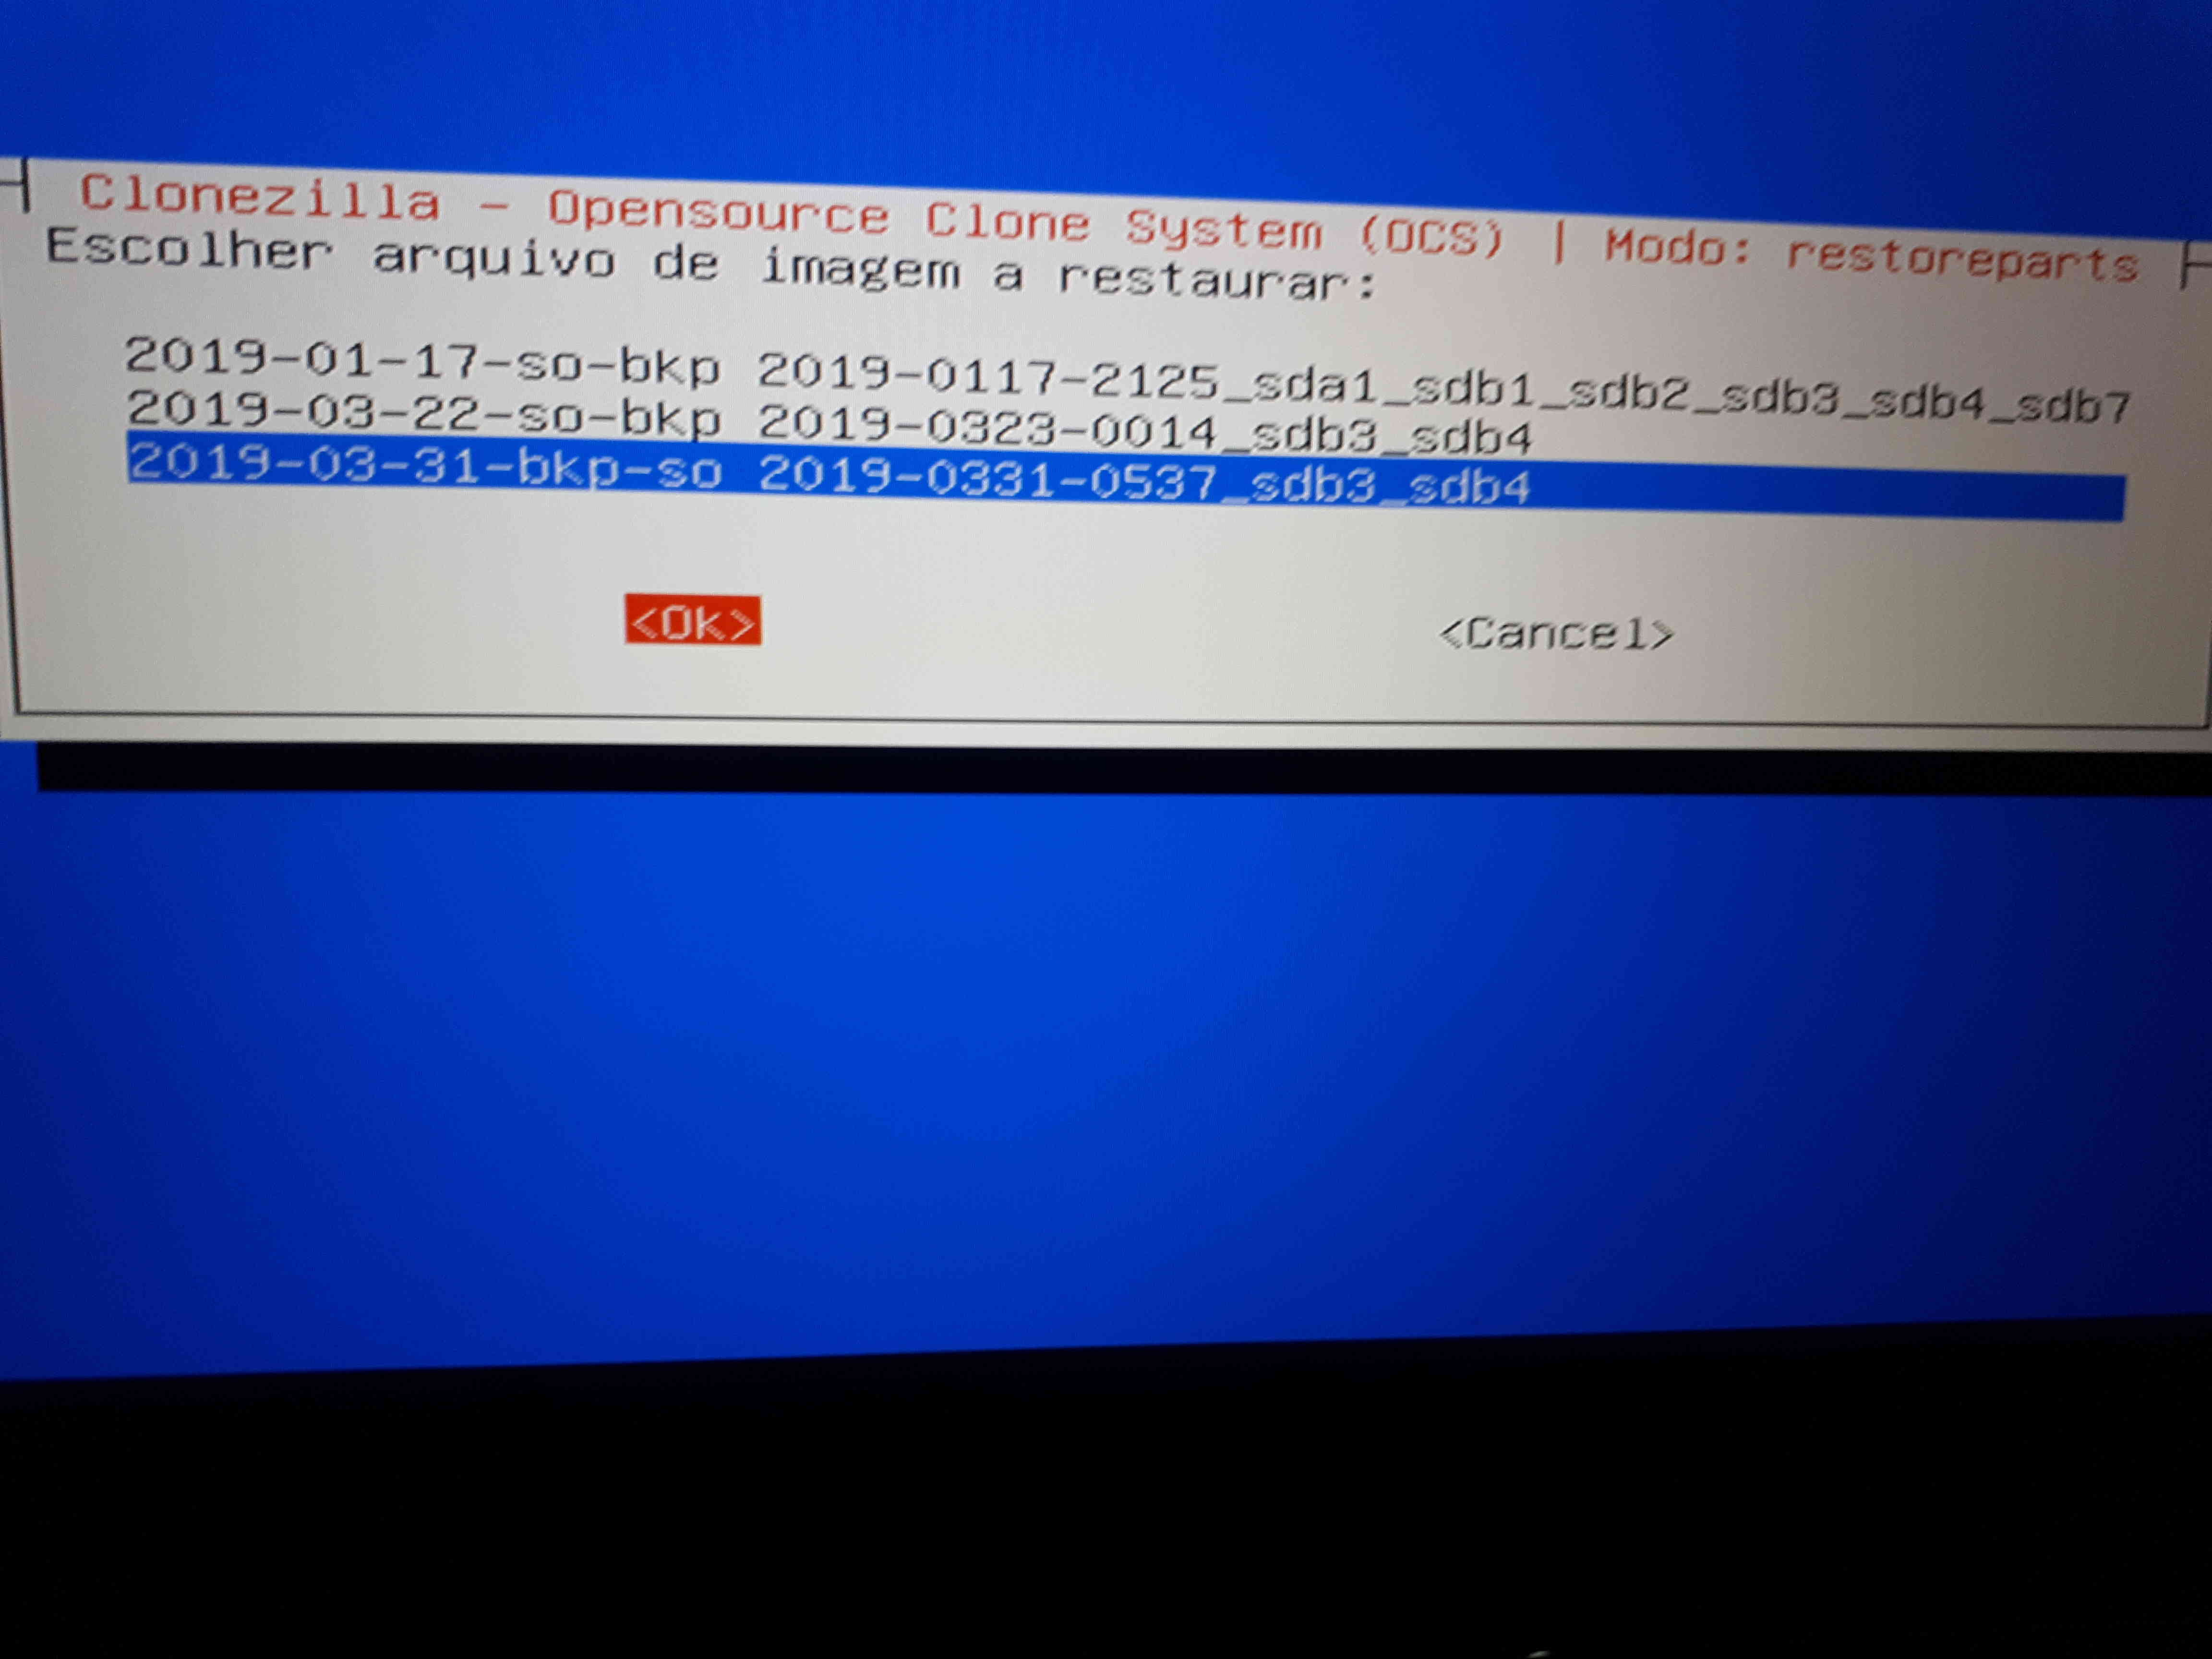 Clonezilla - Opensource Clone System (OCS) | Modo: restoreparts
Escolher arquivo de imagem a restaurar:
2019-01-17-so-bkp 2019-0117-2125_sda1_sdb1_sdb2_sdb3_sdb4_sdb7
2019-03-22-so-bkp 2019-0323-0014_sdb3_sdb4
2019-03-31-bkp-so 2019-0331-0537_sdb3_sdb4
<Ok> <Cancel>